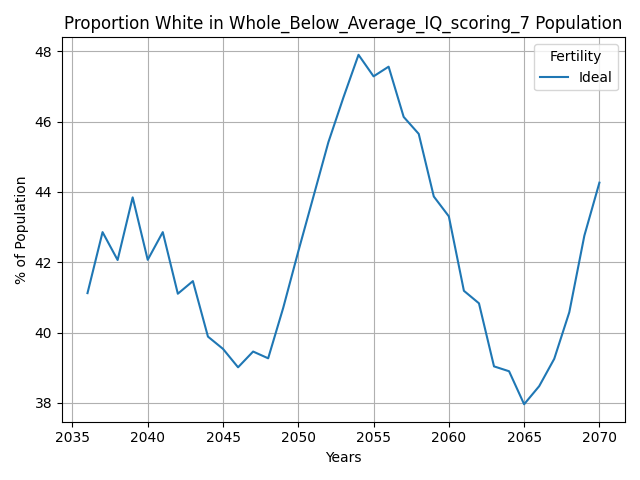 Proportion White in Whole_Below_Average_IQ_scoring_7 Population
Fertility
Ideal
% of Population
48
46
44
42
40
38
2035 2040 2045 2050 2055 2060 2065 2070
Years